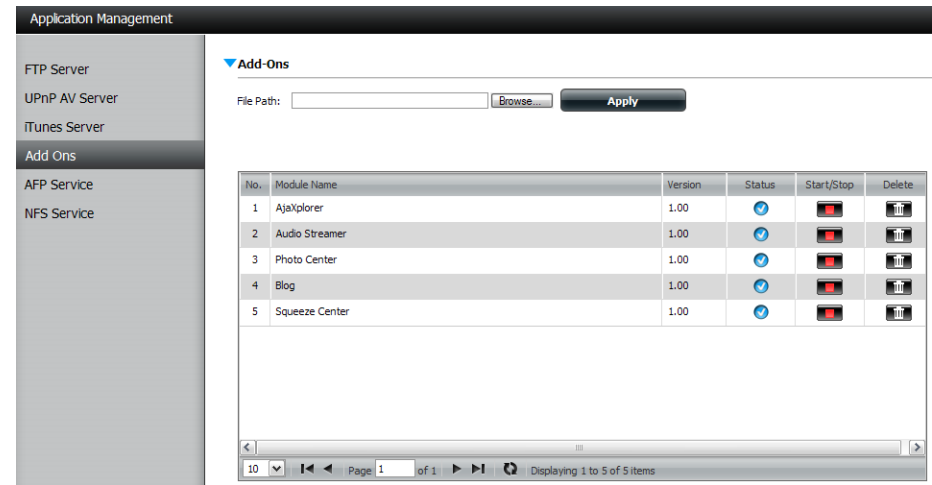 Application Management
FTP Server
UPnP AV Server
iTunes Server
Add Ons
AFP Service
NFS Service
Add-Ons
File Path: Browse... Apply
No. Module Name Version Status Start/Stop Delete
1 AjaXplorer 1.00
2 Audio Streamer 1.00
3 Photo Center 1.00
4 Blog 1.00
5 Squeeze Center 1.00
10 Page 1 of 1 Displaying 1 to 5 of 5 items